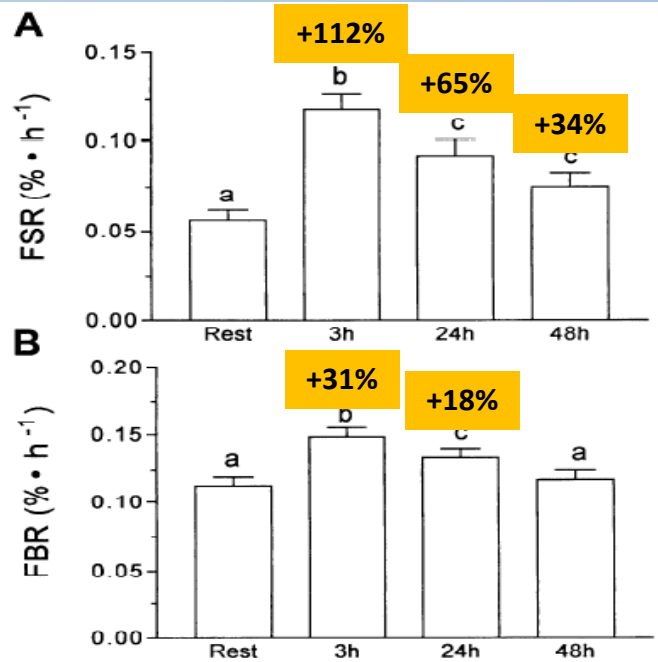 A
+112%
0.15
b
+65%
c
+34%
0.10
c
a
FSR (%• h⁻¹)
0.05
0.00
Rest 3h 24h 48h
B
0.20
+31%
+18%
b
c
0.15
a
a
FBR (%• h⁻¹)
0.10
0.05
0.00
Rest 3h 24h 48h